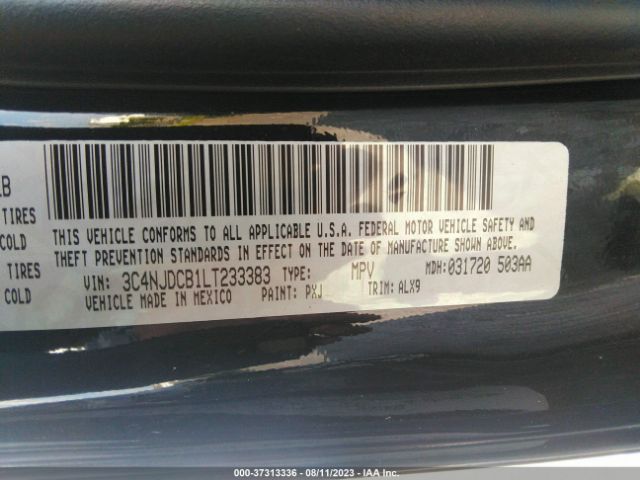 LB
TIRES
COLD
TIRES
COLD
THIS VEHICLE CONFORMS TO ALL APPLICABLE U.S.A. FEDERAL MOTOR VEHICLE SAFETY AND
THEFT PREVENTION STANDARDS IN EFFECT ON THE DATE OF MANUFACTURE SHOWN ABOVE.
VIN: 3C4NJDCB1LT233383 TYPE: MPV MDH:031720 503AA
VEHICLE MADE IN MEXICO PAINT: PXJ TRIM: ALX9
000-37313336 - 08/11/2023 - IAA Inc.